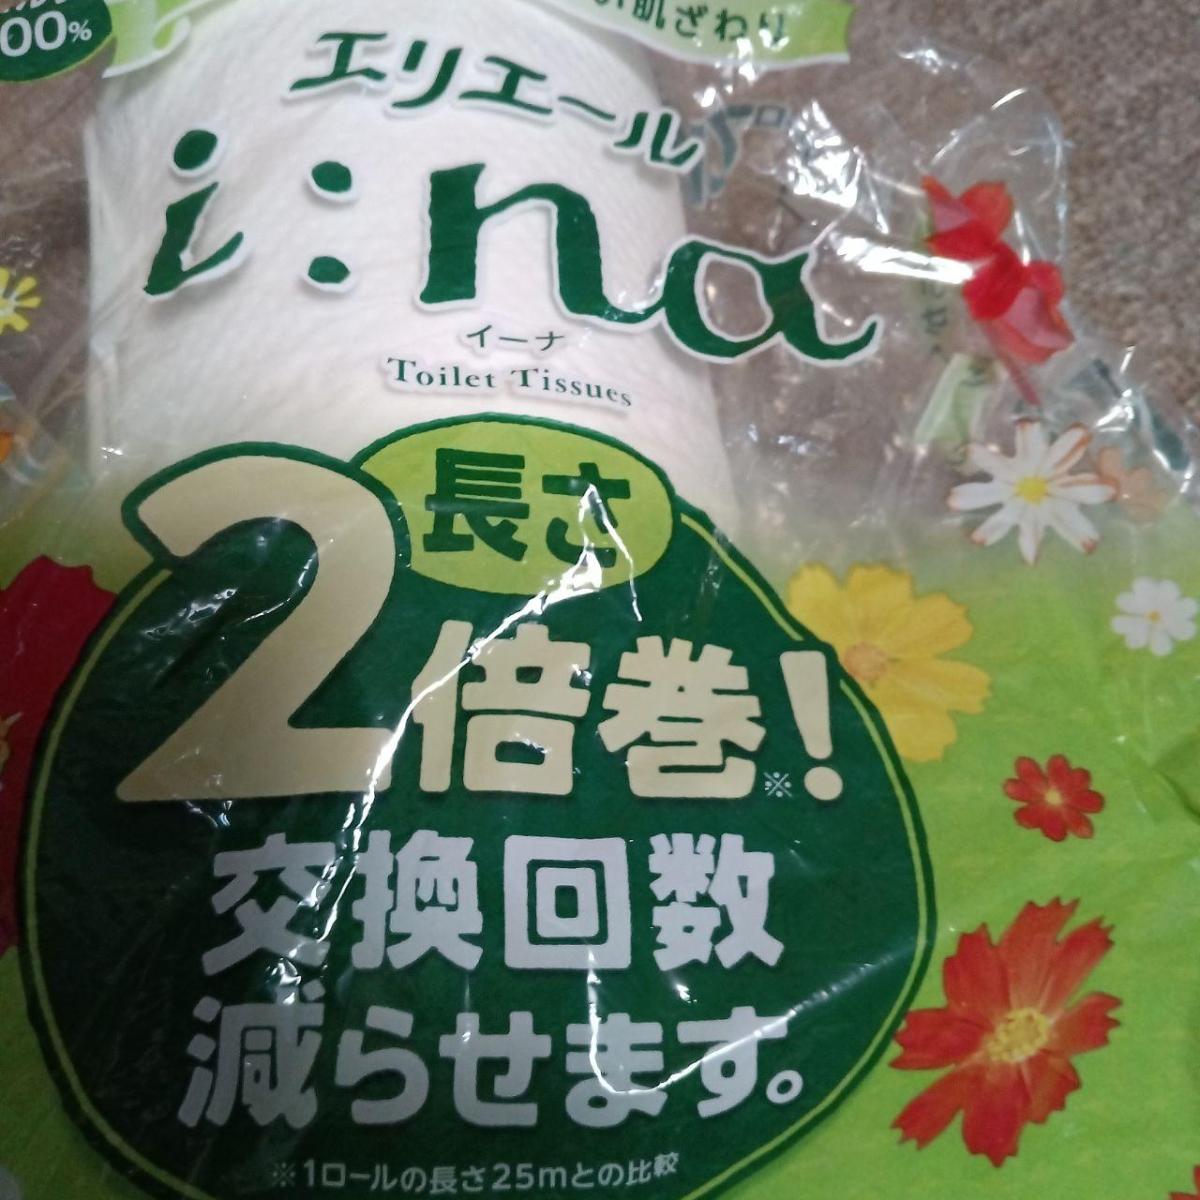 00%
肌ざわり
エリエール
i:na
イーナ
Toilet Tissues
長さ
2倍巻!※
交換回数
減らせます。
※1ロールの長さ25mとの比較